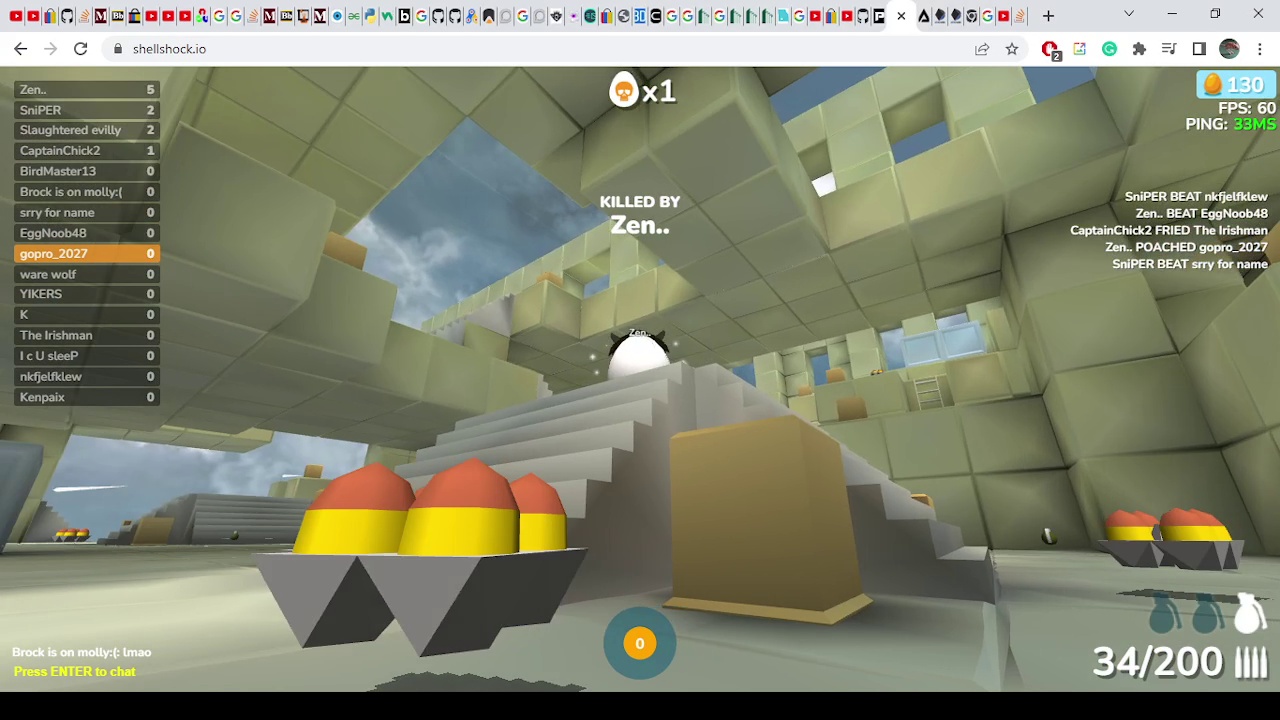 shellshock.io
2
Zen.. 5
SniPER 2
Slaughtered evilly 2
CaptainChick2 1
BirdMaster13 0
Brock is on molly:( 0
srry for name 0
EggNoob48 0
gopro_2027 0
ware wolf 0
YIKERS 0
K 0
The Irishman 0
I c U sleeP 0
nkfjelfklew 0
Kenpaix 0
x1
KILLED BY
Zen..
130
FPS: 60
PING: 33MS
SniPER BEAT nkfjelfklew
Zen.. BEAT EggNoob48
CaptainChick2 FRIED The Irishman
Zen.. POACHED gopro_2027
SniPER BEAT srry for name
Zen..
0
34/200
Brock is on molly:(: lmao
Press ENTER to chat